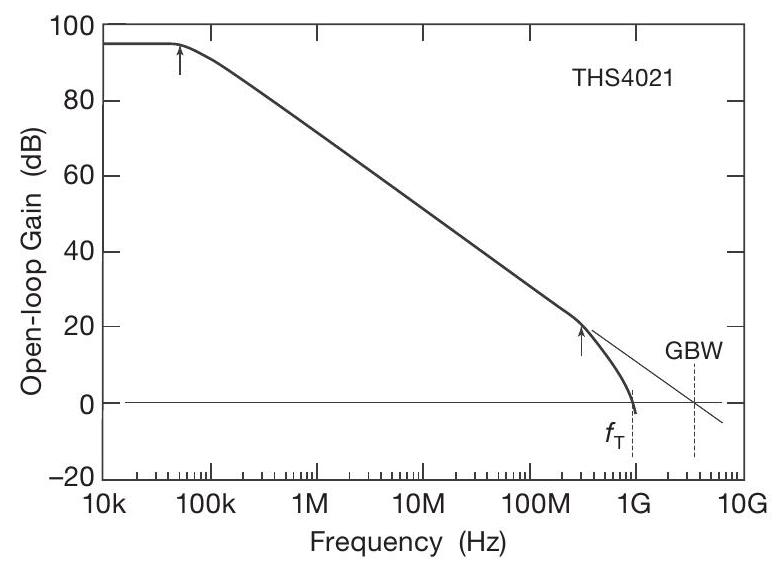 100
THS4021
80
60
Open-loop Gain (dB)
40
20
GBW
0
fT
–20
10k 100k 1M 10M 100M 1G 10G
Frequency (Hz)